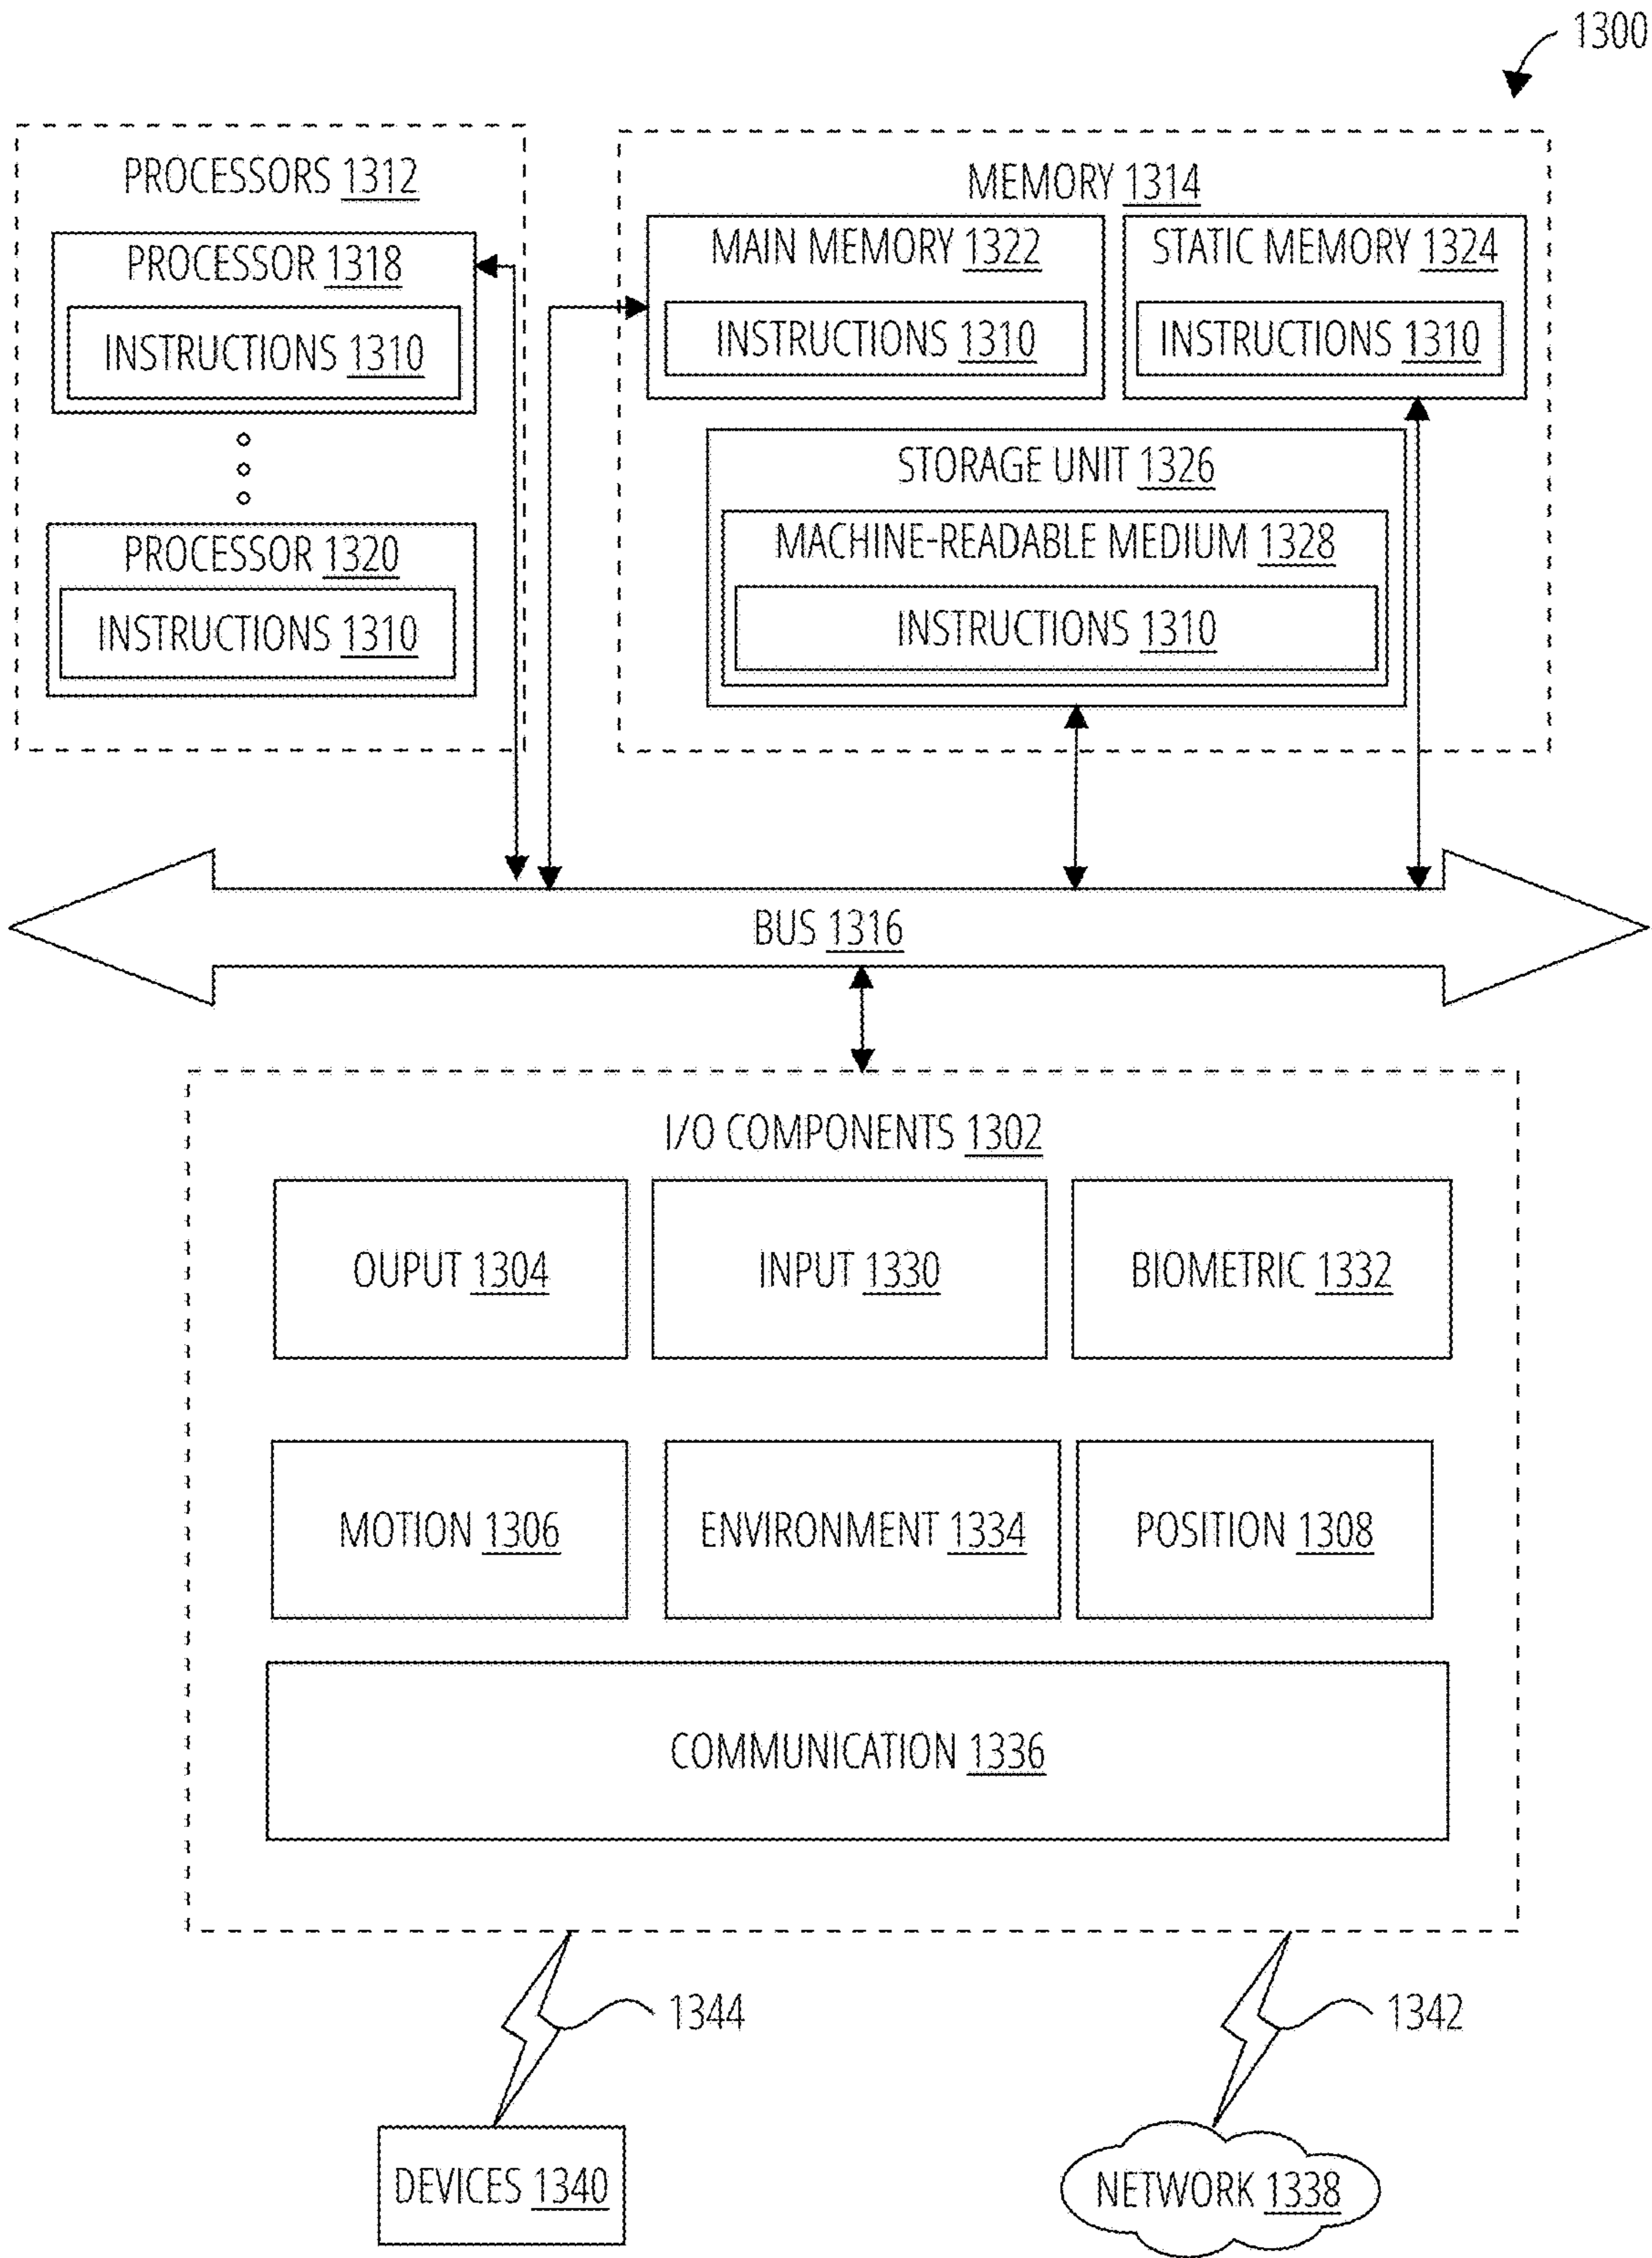 1300
PROCESSORS 1312
PROCESSOR 1318
INSTRUCTIONS 1310
PROCESSOR 1320
INSTRUCTIONS 1310
MEMORY 1314
MAIN MEMORY 1322
INSTRUCTIONS 1310
STATIC MEMORY 1324
INSTRUCTIONS 1310
STORAGE UNIT 1326
MACHINE-READABLE MEDIUM 1328
INSTRUCTIONS 1310
BUS 1316
I/O COMPONENTS 1302
OUPUT 1304
INPUT 1330
BIOMETRIC 1332
MOTION 1306
ENVIRONMENT 1334
POSITION 1308
COMMUNICATION 1336
1344
1342
DEVICES 1340
NETWORK 1338